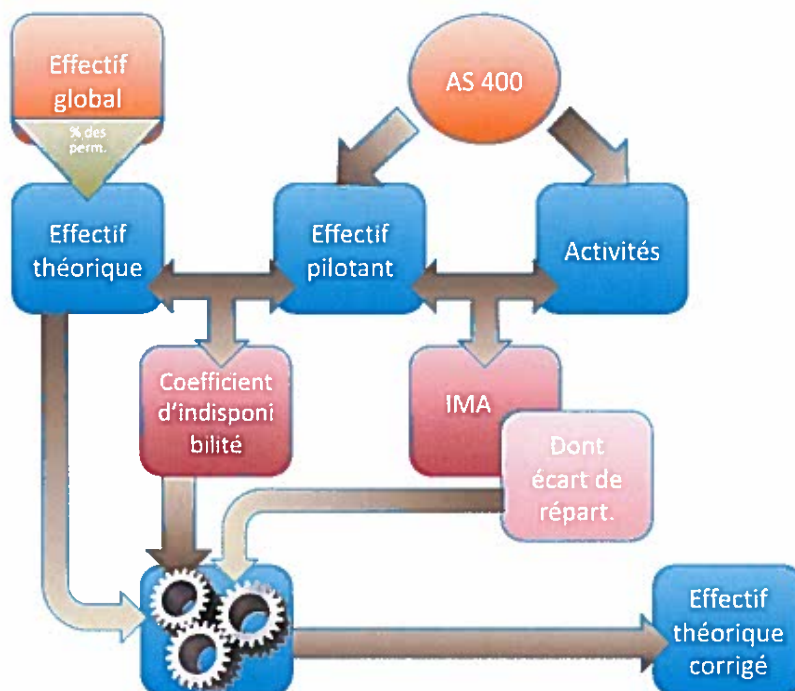 Effectif
global
% des
perm.
AS 400
Effectif
théorique
Effectif
pilotant
Activités
Coefficient
d'indisponi
bilité
IMA
Dont
écart de
répart.
Effectif
théorique
corrigé